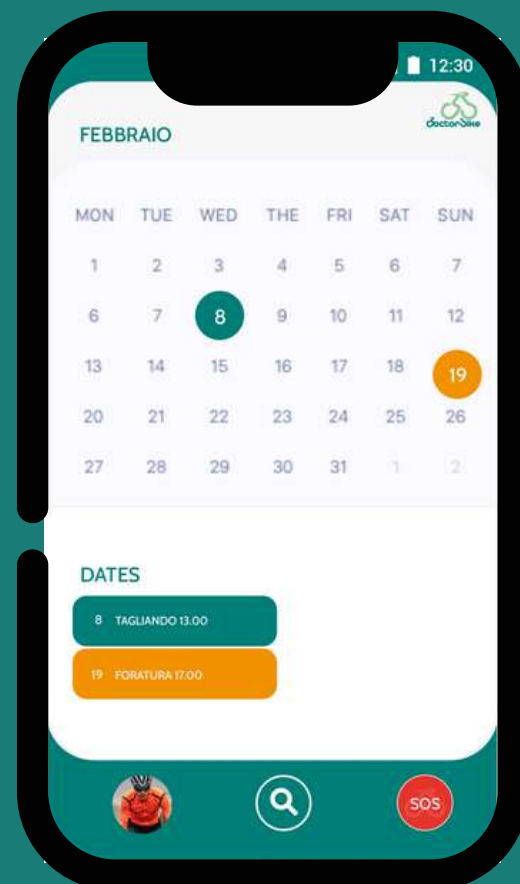 12:30
doctorbike
FEBBRAIO
MON TUE WED THE FRI SAT SUN
1 2 3 4 5 6 7
6 7 8 9 10 11 12
13 14 15 16 17 18 19
20 21 22 23 24 25 26
27 28 29 30 31 1 2
DATES
8 TAGLIANDO 13.00
19 FORATURA 17.00
SOS